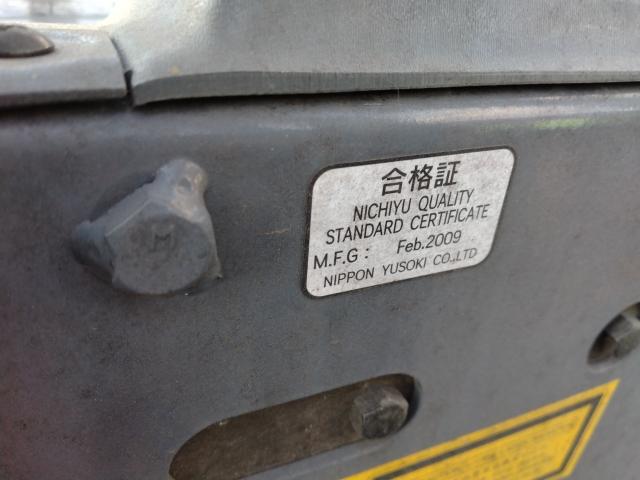 合格証
NICHIYU QUALITY
STANDARD CERTIFICATE
M.F.G : Feb.2009
NIPPON YUSOKI CO.,LTD
M